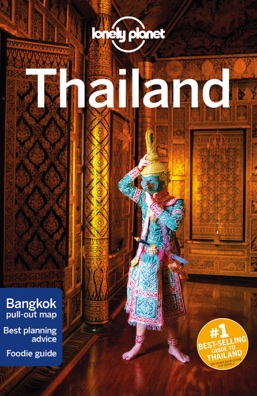 lonely planet
Thailand
Bangkok
pull-out map
Best planning
advice
Foodie guide
#1
BEST-SELLING
GUIDE TO
THAILAND